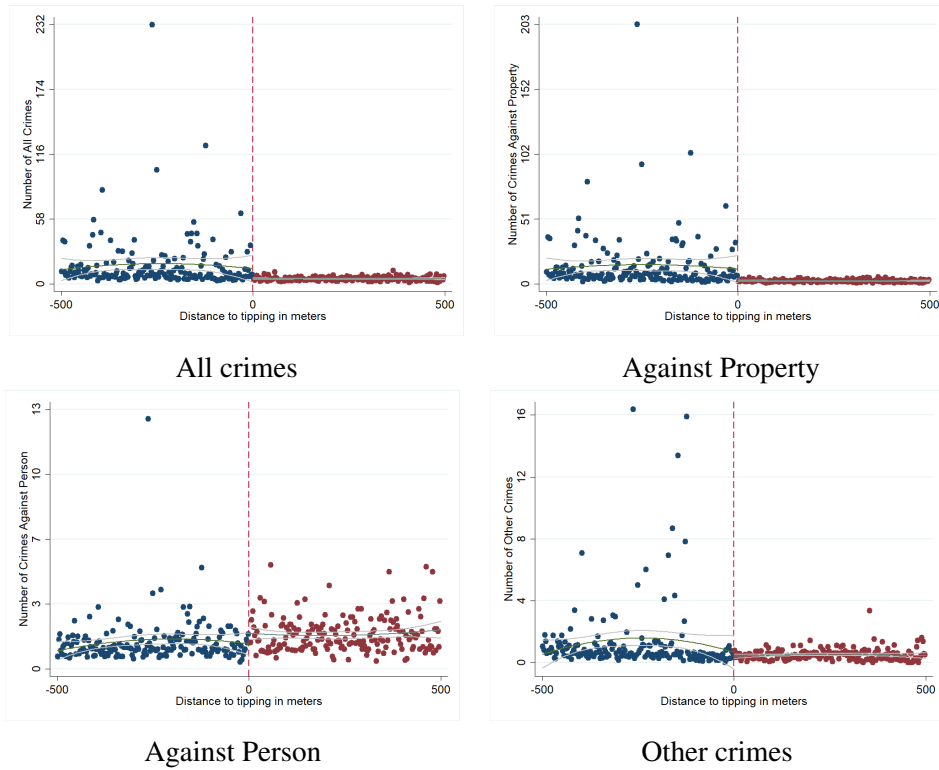 Number of All Crimes
232
174
116
58
0
-500
0
500
Distance to tipping in meters
All crimes
Number of Crimes Against Property
203
152
102
51
0
-500
0
500
Distance to tipping in meters
Against Property
Number of Crimes Against Person
13
10
7
3
0
-500
0
500
Distance to tipping in meters
Against Person
Number of Other Crimes
16
12
8
4
0
-500
0
500
Distance to tipping in meters
Other crimes